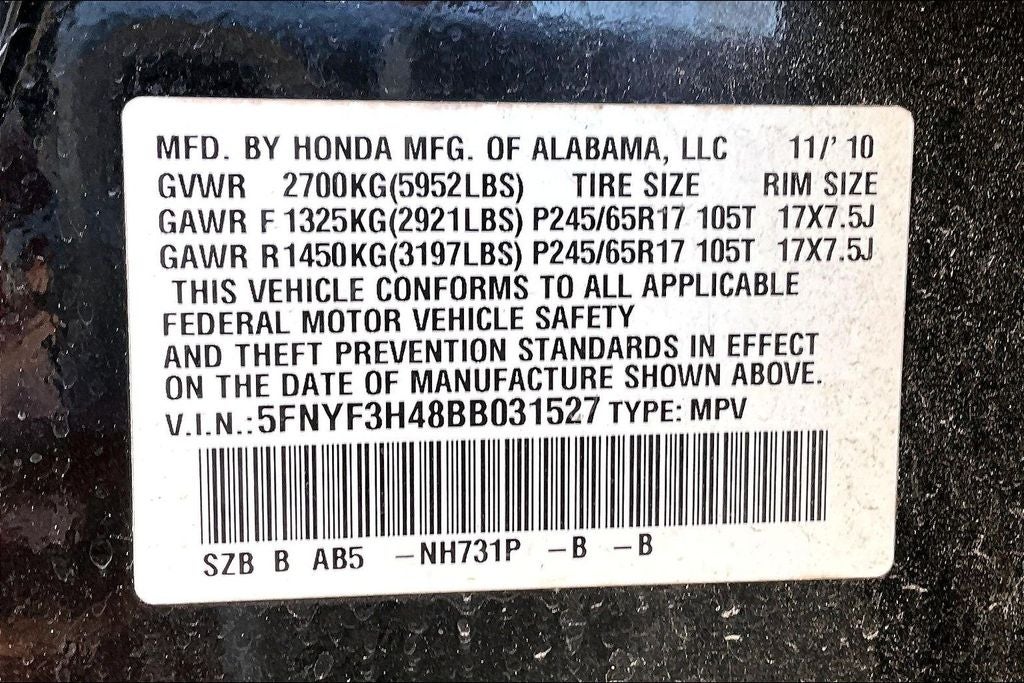 MFD. BY HONDA MFG. OF ALABAMA, LLC 11/' 10
GVWR 2700KG(5952LBS) TIRE SIZE RIM SIZE
GAWR F 1325KG(2921LBS) P245/65R17 105T 17X7.5J
GAWR R1450KG(3197LBS) P245/65R17 105T 17X7.5J
THIS VEHICLE CONFORMS TO ALL APPLICABLE
FEDERAL MOTOR VEHICLE SAFETY
AND THEFT PREVENTION STANDARDS IN EFFECT
ON THE DATE OF MANUFACTURE SHOWN ABOVE.
V.I.N.: 5FNYF3H48BB031527 TYPE: MPV
SZB B AB5 -NH731P -B -B